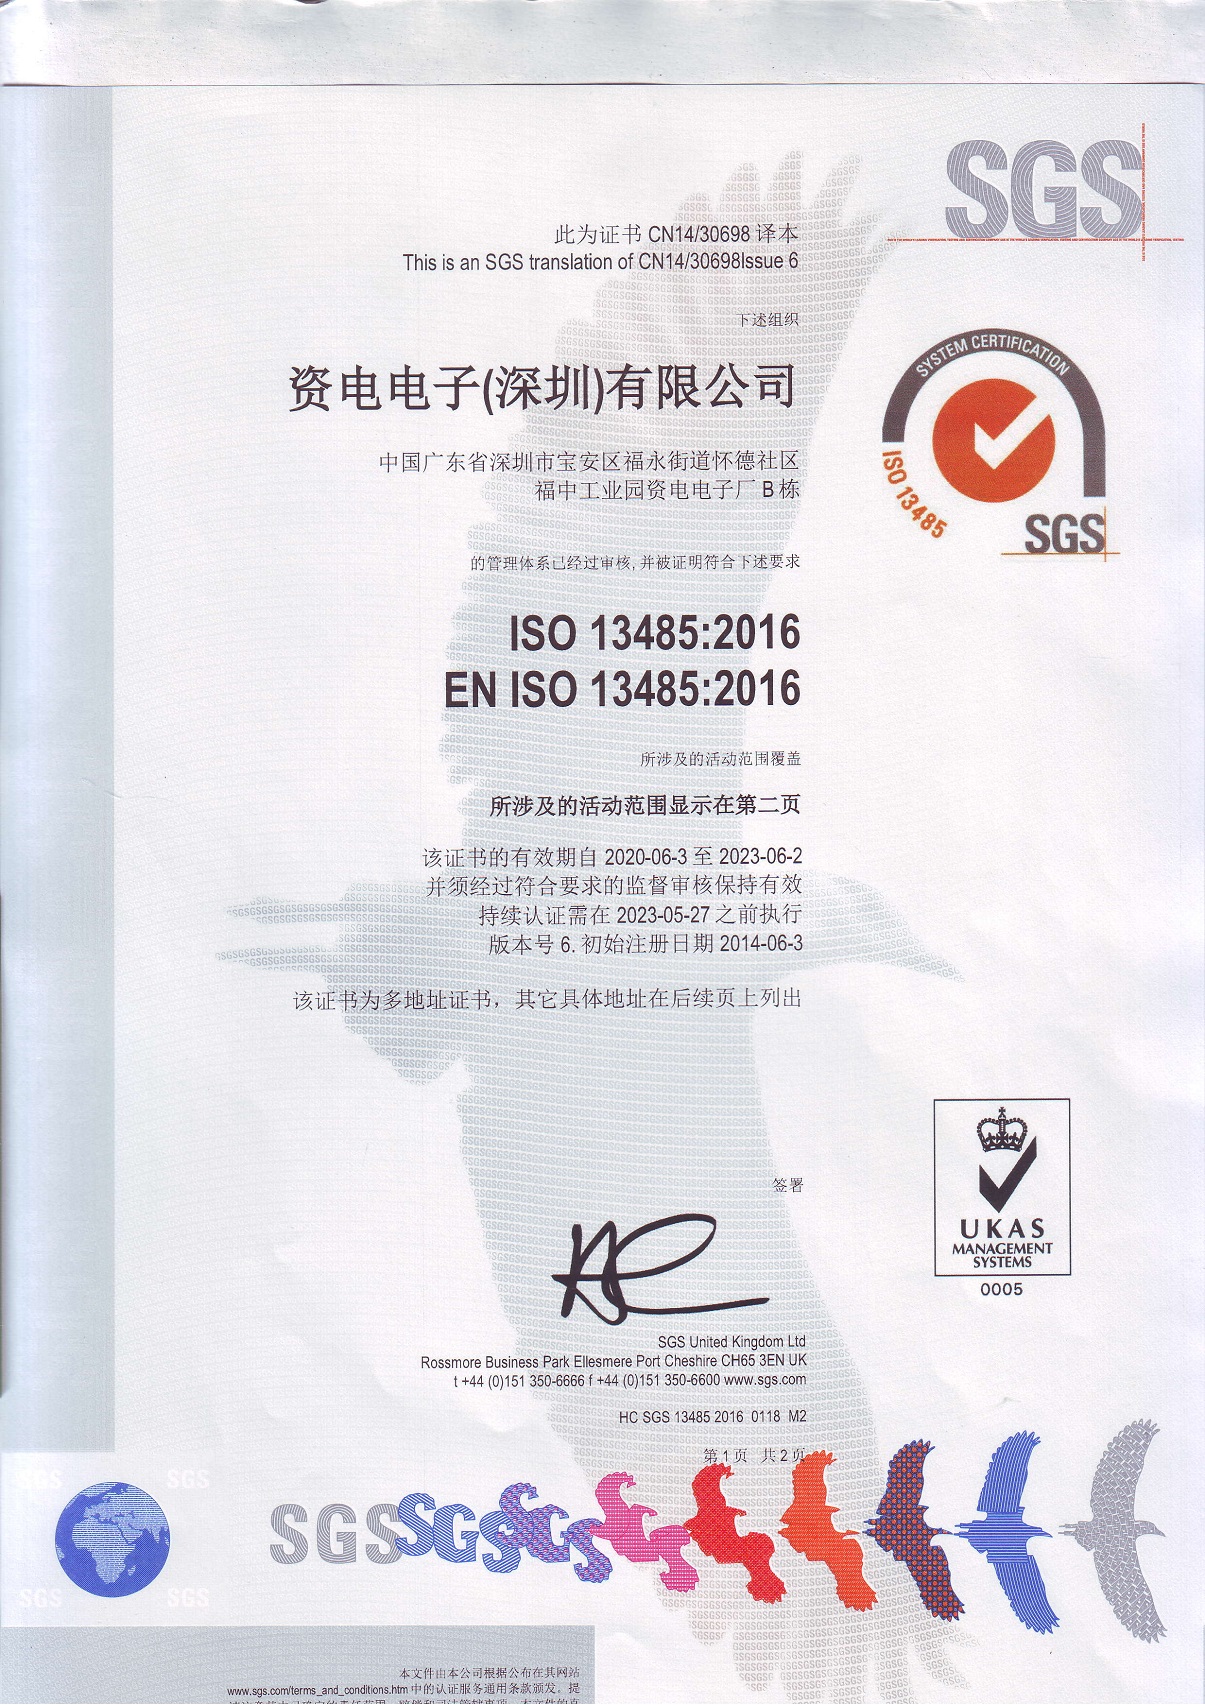 SGS
此为证书 CN14/30698 译本
This is an SGS translation of CN14/30698Issue 6
下述组织
资电电子(深圳)有限公司
中国广东省深圳市宝安区福永街道怀德社区
福中工业园资电电子厂 B 栋
SYSTEM CERTIFICATION
ISO 13485
SGS
的管理体系已经过审核, 并被证明符合下述要求
ISO 13485:2016
EN ISO 13485:2016
所涉及的活动范围覆盖
所涉及的活动范围显示在第二页
该证书的有效期自 2020-06-3 至 2023-06-2
并须经过符合要求的监督审核保持有效
持续认证需在 2023-05-27 之前执行
版本号 6. 初始注册日期 2014-06-3
该证书为多地址证书，其它具体地址在后续页上列出
签署
UKAS
MANAGEMENT
SYSTEMS
0005
SGS United Kingdom Ltd
Rossmore Business Park Ellesmere Port Cheshire CH65 3EN UK
t +44 (0)151 350-6666 f +44 (0)151 350-6600 www.sgs.com
HC SGS 13485 2016 0118 M2
第 1 页 共 2 页
SGS SGS
SGS SGS
SGS SGS SGS
本文件由本公司根据公布在其网站
www.sgs.com/terms_and_conditions.htm 中的认证服务通用条款颁发。提